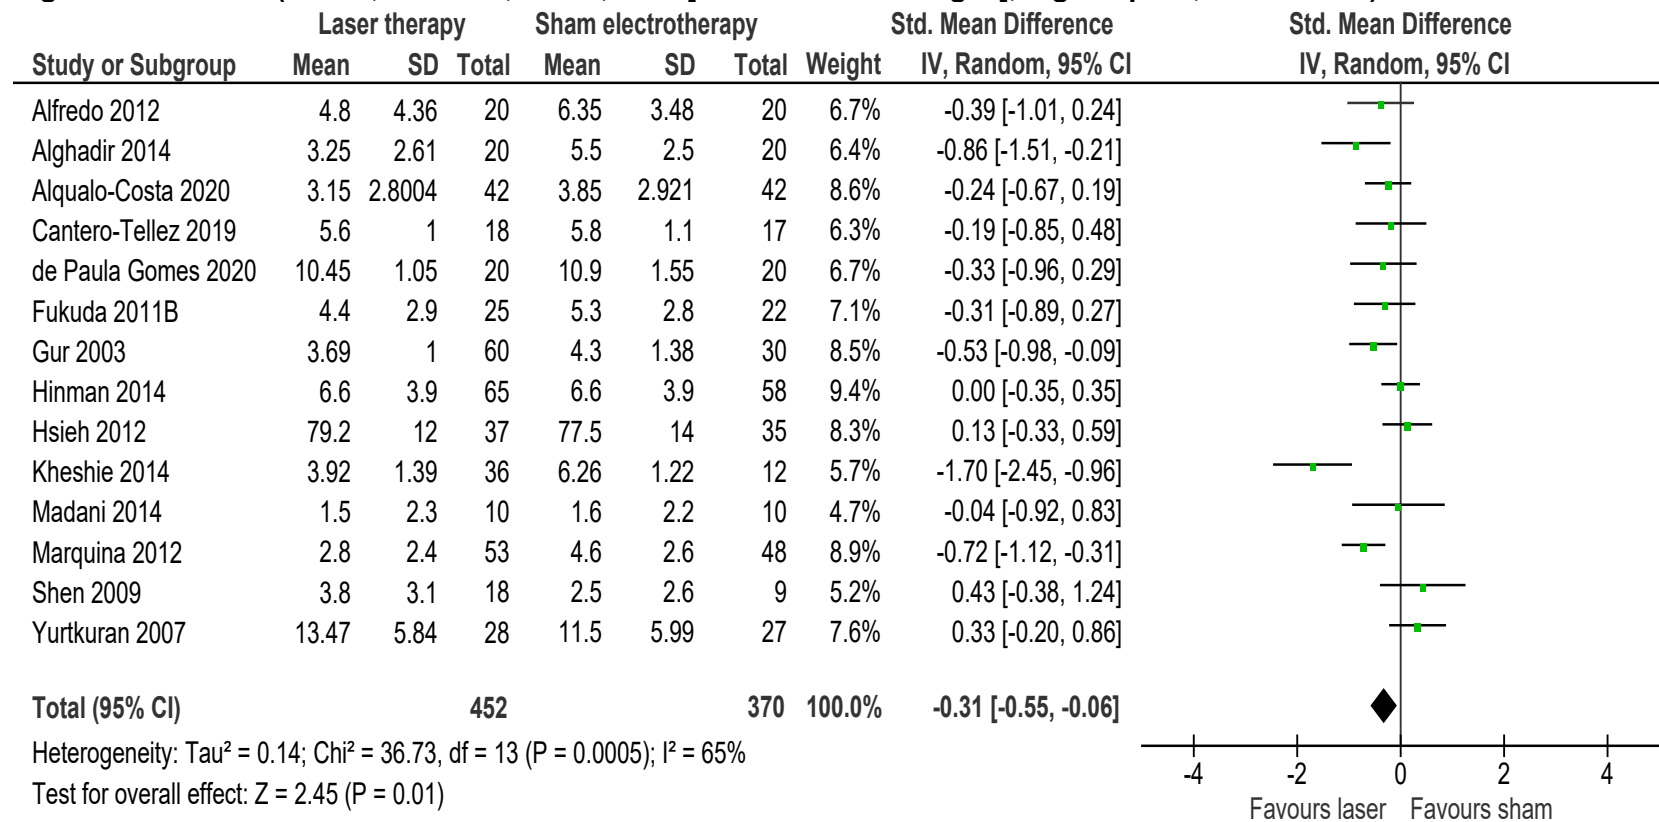 Laser therapy Sham electrotherapy Std. Mean Difference Std. Mean Difference
Study or Subgroup Mean SD Total Mean SD Total Weight IV, Random, 95% CI IV, Random, 95% CI
Alfredo 2012 4.8 4.36 20 6.35 3.48 20 6.7% -0.39 [-1.01, 0.24]
Alghadir 2014 3.25 2.61 20 5.5 2.5 20 6.4% -0.86 [-1.51, -0.21]
Alqualo-Costa 2020 3.15 2.8004 42 3.85 2.921 42 8.6% -0.24 [-0.67, 0.19]
Cantero-Tellez 2019 5.6 1 18 5.8 1.1 17 6.3% -0.19 [-0.85, 0.48]
de Paula Gomes 2020 10.45 1.05 20 10.9 1.55 20 6.7% -0.33 [-0.96, 0.29]
Fukuda 2011B 4.4 2.9 25 5.3 2.8 22 7.1% -0.31 [-0.89, 0.27]
Gur 2003 3.69 1 60 4.3 1.38 30 8.5% -0.53 [-0.98, -0.09]
Hinman 2014 6.6 3.9 65 6.6 3.9 58 9.4% 0.00 [-0.35, 0.35]
Hsieh 2012 79.2 12 37 77.5 14 35 8.3% 0.13 [-0.33, 0.59]
Kheshie 2014 3.92 1.39 36 6.26 1.22 12 5.7% -1.70 [-2.45, -0.96]
Madani 2014 1.5 2.3 10 1.6 2.2 10 4.7% -0.04 [-0.92, 0.83]
Marquina 2012 2.8 2.4 53 4.6 2.6 48 8.9% -0.72 [-1.12, -0.31]
Shen 2009 3.8 3.1 18 2.5 2.6 9 5.2% 0.43 [-0.38, 1.24]
Yurtkuran 2007 13.47 5.84 28 11.5 5.99 27 7.6% 0.33 [-0.20, 0.86]
Total (95% CI) 452 370 100.0% -0.31 [-0.55, -0.06]
Heterogeneity: Tau² = 0.14; Chi² = 36.73, df = 13 (P = 0.0005); I² = 65%
Test for overall effect: Z = 2.45 (P = 0.01)
-4 -2 0 2 4
Favours laser Favours sham